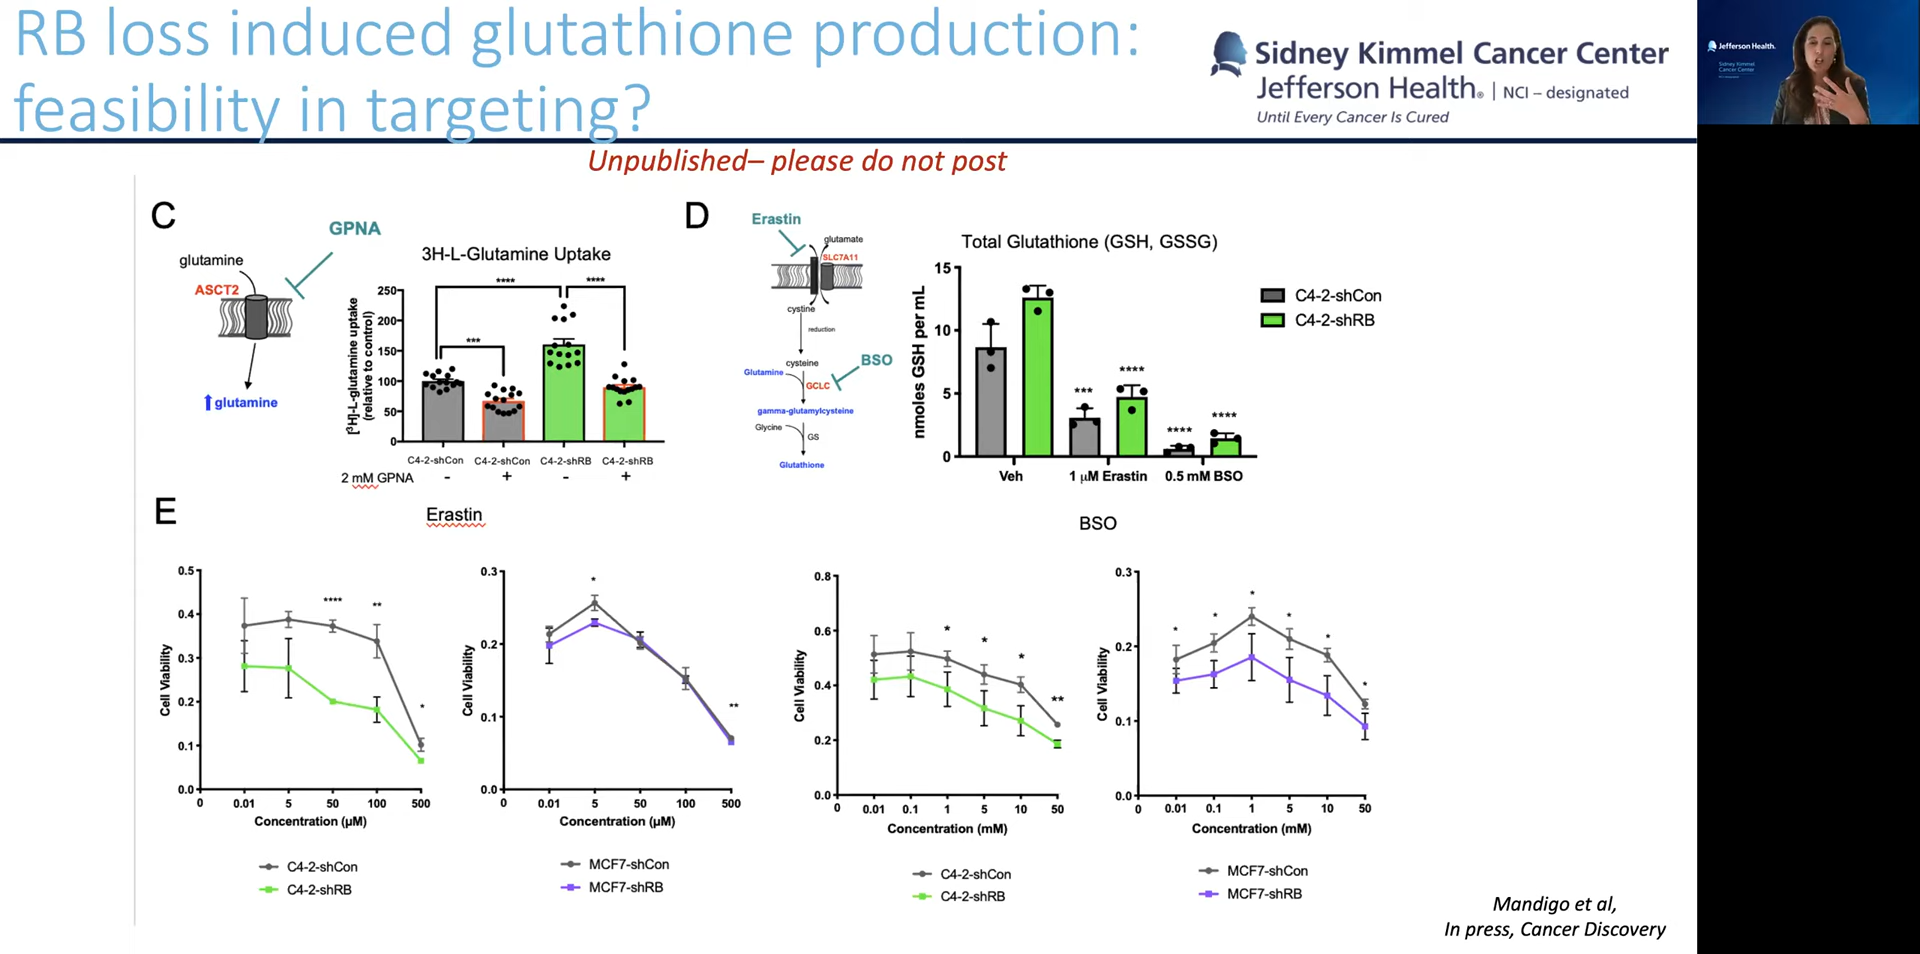 RB loss induced glutathione production:
feasibility in targeting?
Sidney Kimmel Cancer Center
Jefferson Health® | NCI – designated
Until Every Cancer Is Cured
Jefferson Health.
Sidney Kimmel
Cancer Center
Unpublished– please do not post
C
GPNA
glutamine
ASCT2
glutamine
3H-L-Glutamine Uptake
[³H]-L-glutamine uptake
(relative to control)
250
200
150
100
50
0
****
****
***
C4-2-shCon C4-2-shCon C4-2-shRB C4-2-shRB
2 mM GPNA - + - +
D
Erastin
glutamate
SLC7A11
cystine
reduction
cysteine
BSO
Glutamine
GCLC
gamma-glutamylcysteine
Glycine
GS
Glutathione
Total Glutathione (GSH, GSSG)
nmoles GSH per mL
15
10
5
0
***
****
****
****
Veh 1 µM Erastin 0.5 mM BSO
C4-2-shCon
C4-2-shRB
E
Erastin
BSO
Cell Viability
0.5
0.4
0.3
0.2
0.1
0.0
****
**
*
0 0.01 5 50 100 500
Concentration (µM)
C4-2-shCon
C4-2-shRB
Cell Viability
0.3
0.2
0.1
0.0
*
**
0 0.01 5 50 100 500
Concentration (µM)
MCF7-shCon
MCF7-shRB
Cell Viability
0.8
0.6
0.4
0.2
0.0
*
*
*
**
0 0.01 0.1 1 5 10 50
Concentration (mM)
C4-2-shCon
C4-2-shRB
Cell Viability
0.3
0.2
0.1
0.0
*
*
*
*
*
*
0 0.01 0.1 1 5 10 50
Concentration (mM)
MCF7-shCon
MCF7-shRB
Mandigo et al,
In press, Cancer Discovery